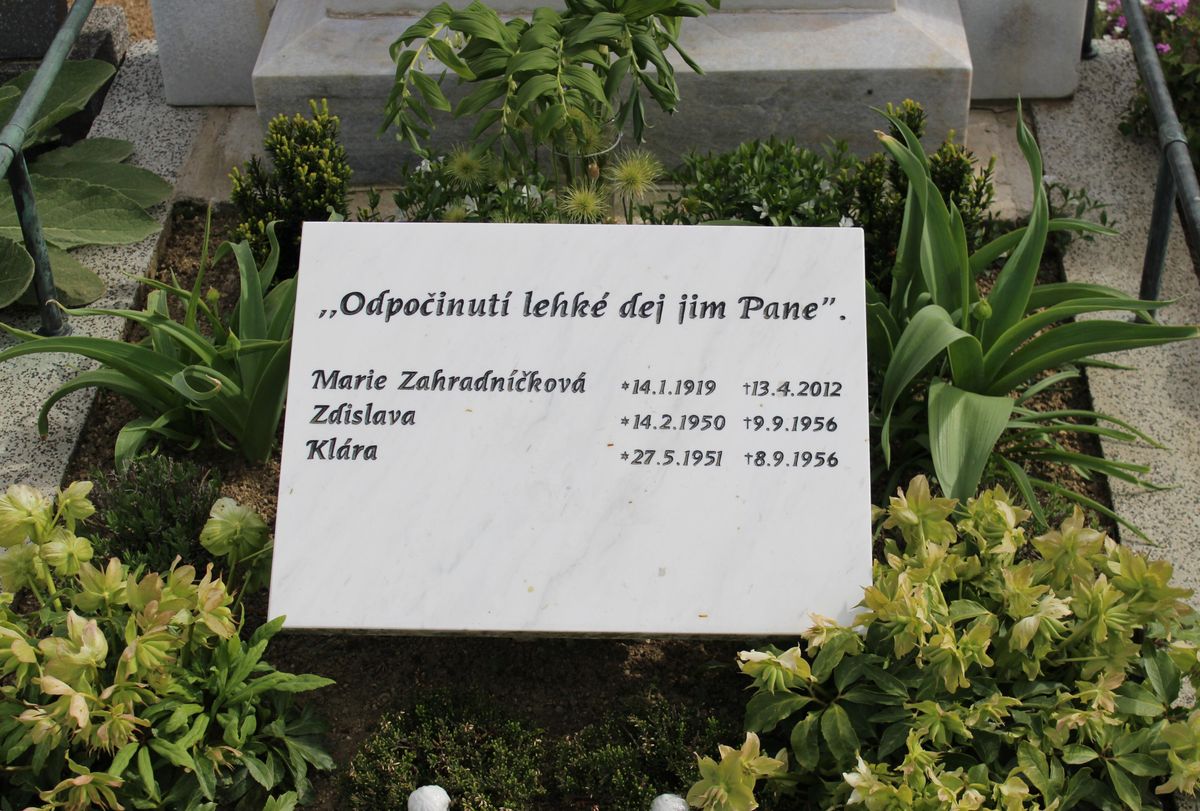 ,,Odpočinutí lehké dej jim Pane”.
Marie Zahradníčková *14.1.1919 †13.4.2012
Zdislava *14.2.1950 †9.9.1956
Klára *27.5.1951 †8.9.1956